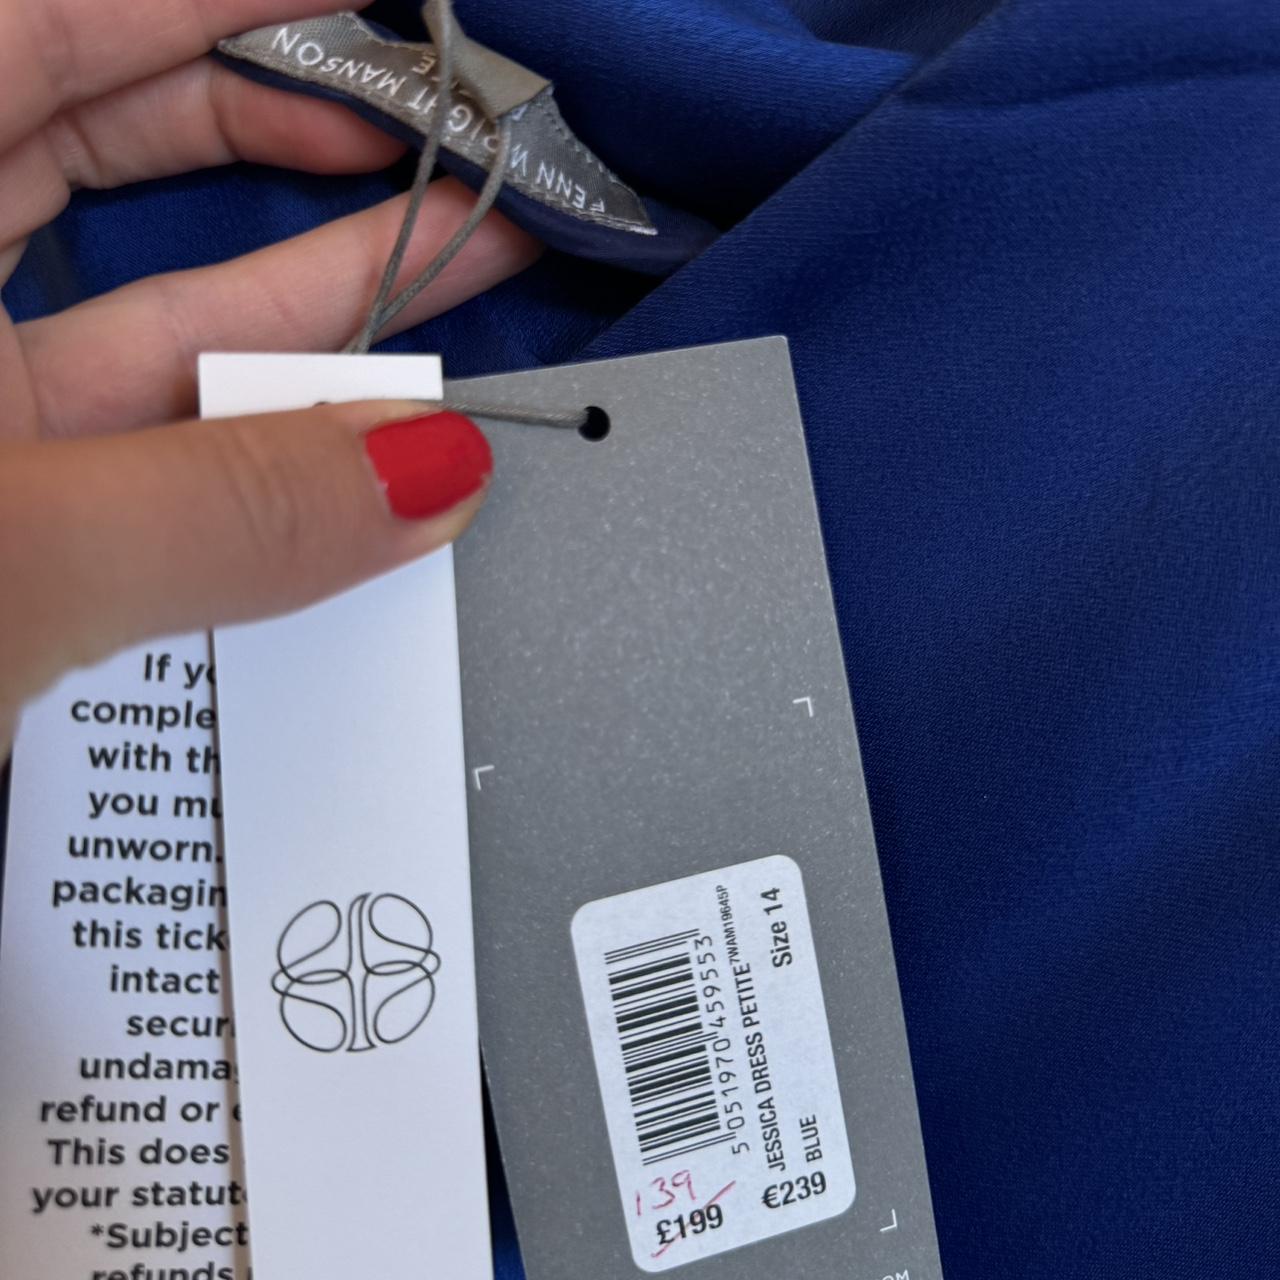 FENN WRIGHT MANSON
If yo
comple
with th
you mu
unworn.
packagin
this tick
intact
secur
undama
refund or e
This does
your statut
*Subject
refunds
5 051970 459553
JESSICA DRESS PETITE 7WAM19645P
BLUE Size 14
139
£199 €239